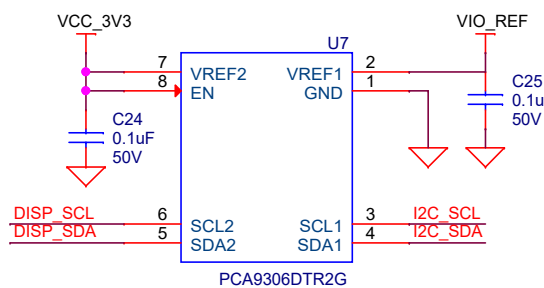 VCC_3V3
U7
VIO_REF
7
VREF2
VREF1
2
8
EN
GND
1
C24
0.1uF
50V
C25
0.1u
50V
DISP_SCL
6
SCL2
SCL1
3
I2C_SCL
DISP_SDA
5
SDA2
SDA1
4
I2C_SDA
PCA9306DTR2G